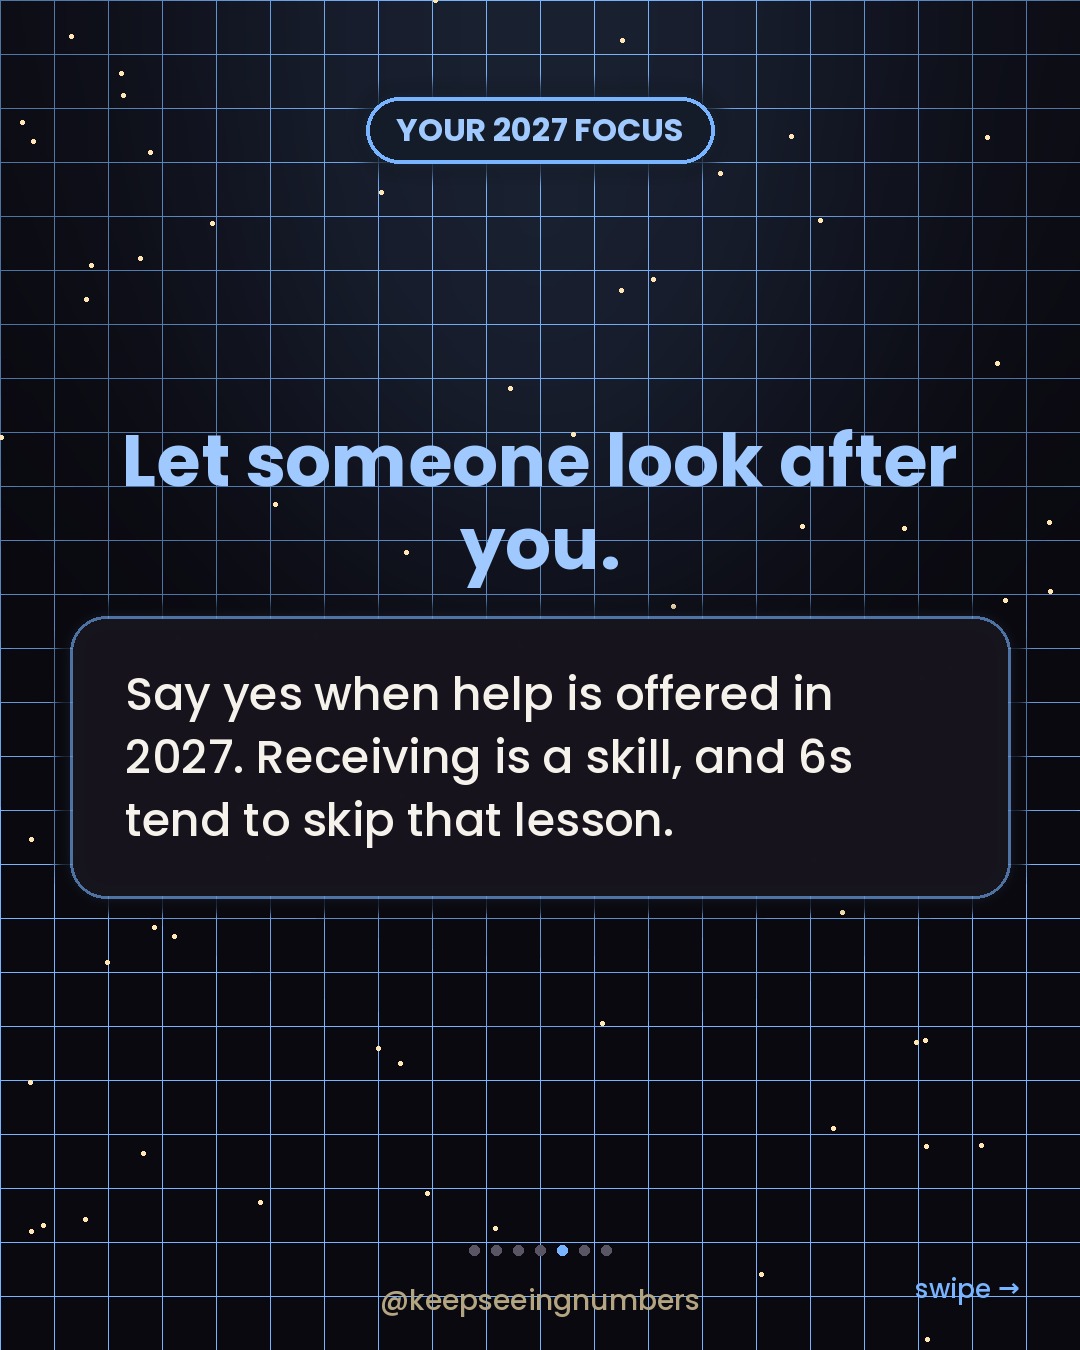 YOUR 2027 FOCUS
Let someone look after
you.
Say yes when help is offered in
2027. Receiving is a skill, and 6s
tend to skip that lesson.
@keepseeingnumbers
swipe →